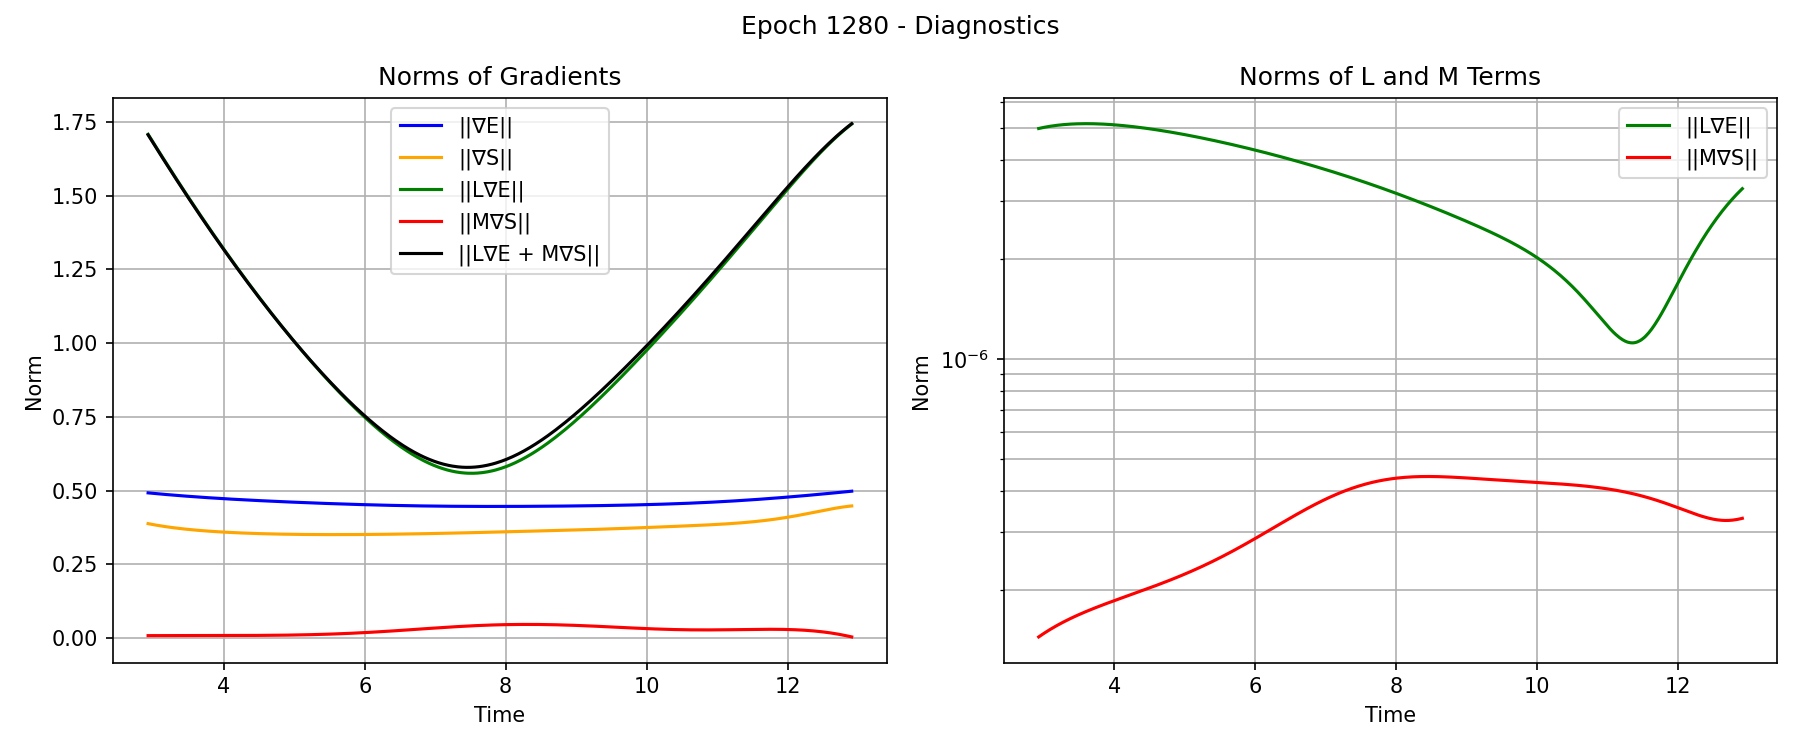 Epoch 1280 - Diagnostics
Norms of Gradients
Norm
1.75
1.50
1.25
1.00
0.75
0.50
0.25
0.00
||∇E||
||∇S||
||L∇E||
||M∇S||
||L∇E + M∇S||
4
6
8
10
12
Time
Norms of L and M Terms
Norm
10⁻⁶
||L∇E||
||M∇S||
4
6
8
10
12
Time